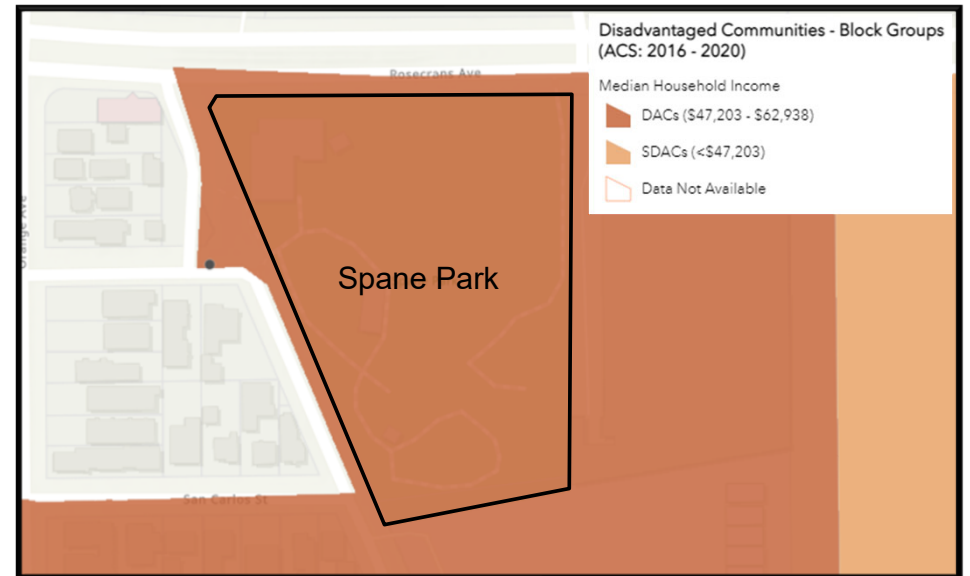 Disadvantaged Communities - Block Groups
(ACS: 2016 - 2020)
Median Household Income
DACs ($47,203 - $62,938)
SDACs (<$47,203)
Data Not Available
Rosecrans Ave
Orange Ave
Spane Park
San Carlos St